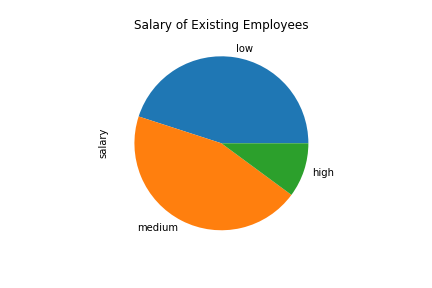 Salary of Existing Employees
low
salary
high
medium